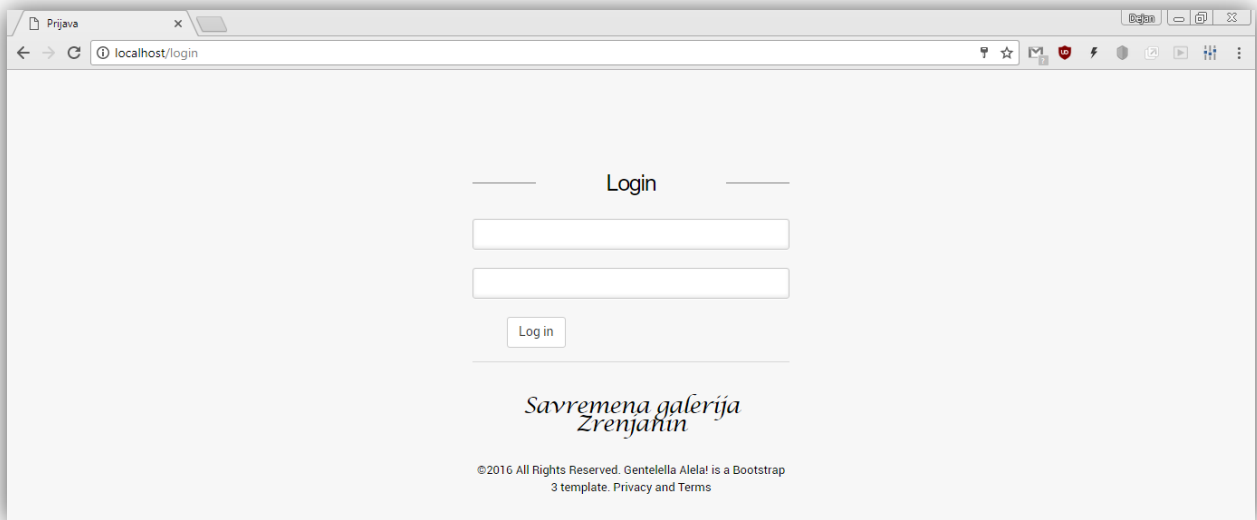 Prijava
Dejan
localhost/login
Login
Log in
Savremena galerija
Zrenjanin
©2016 All Rights Reserved. Gentelella Alela! is a Bootstrap
3 template. Privacy and Terms